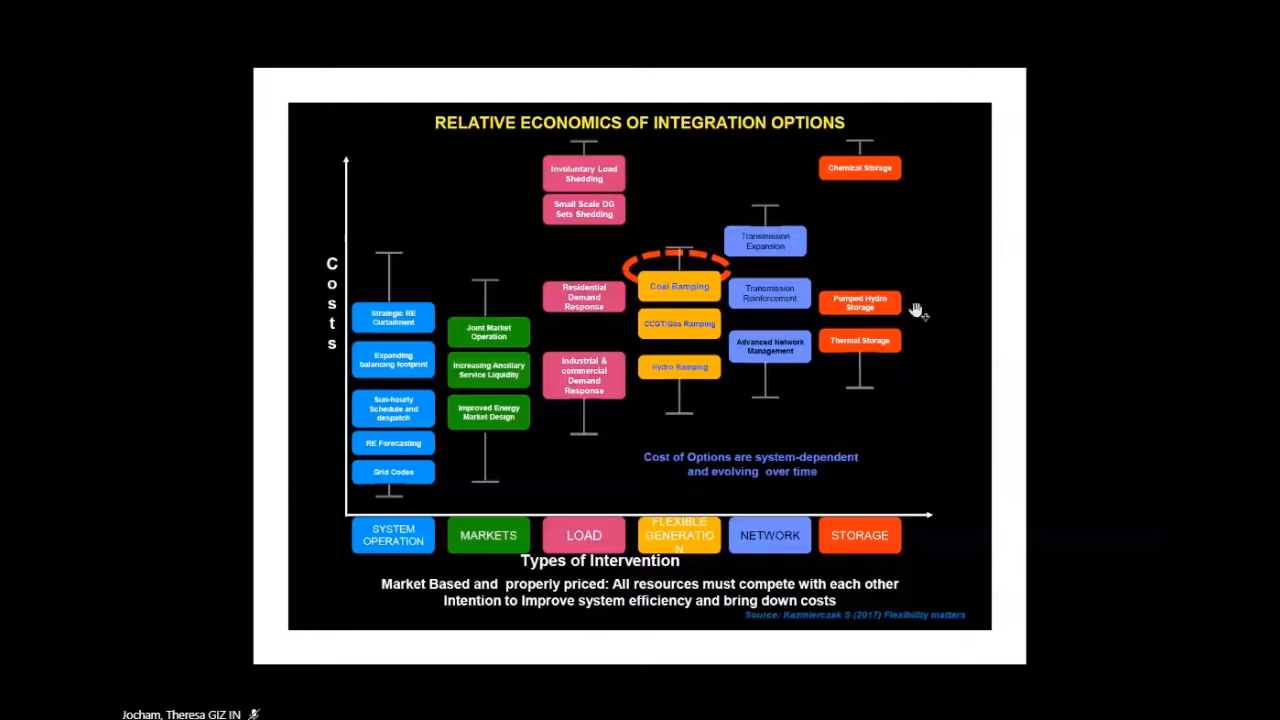 RELATIVE ECONOMICS OF INTEGRATION OPTIONS
Costs
Strategic RE
Curtailment
Expanding
balancing footprint
Sun-hourly
Schedule and
despatch
RE Forecasting
Grid Codes
Joint Market
Operation
Increasing Ancillary
Service Liquidity
Improved Energy
Market Design
Involuntary Load
Shedding
Small Scale DG
Sets Shedding
Residential
Demand
Response
Industrial &
commercial
Demand
Response
Coal Ramping
CCGT/Gas Ramping
Hydro Ramping
Transmission
Expansion
Transmission
Reinforcement
Advanced Network
Management
Chemical Storage
Pumped Hydro
Storage
Thermal Storage
Cost of Options are system-dependent
and evolving over time
SYSTEM
OPERATION
MARKETS
LOAD
FLEXIBLE
GENERATIO
N
NETWORK
STORAGE
Types of Intervention
Market Based and properly priced: All resources must compete with each other
Intention to Improve system efficiency and bring down costs
Source: Kazmierczak S.(2017) Flexibility matters
Jocham, Theresa GIZ IN